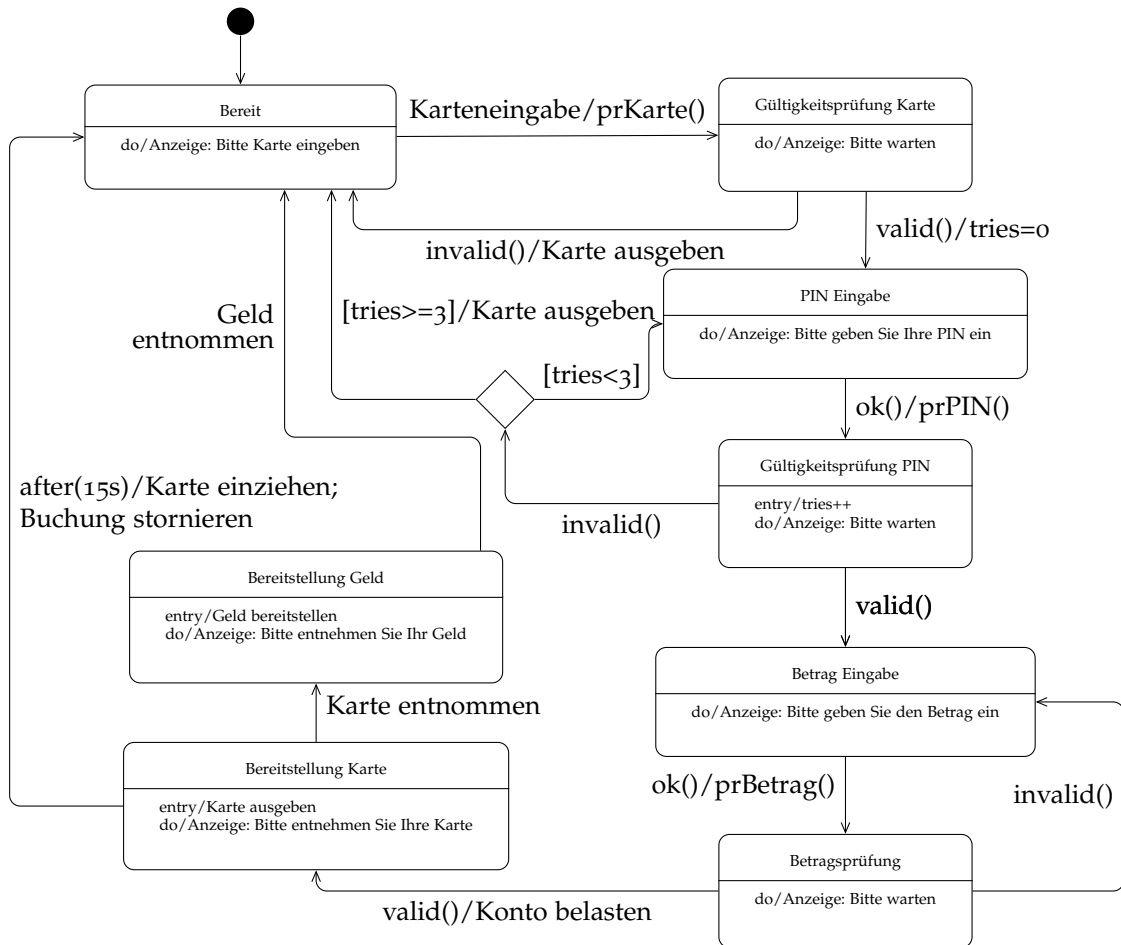 Bereit
do/Anzeige: Bitte Karte eingeben
Karteneingabe/prKarte()
Gültigkeitsprüfung Karte
do/Anzeige: Bitte warten
invalid()/Karte ausgeben
valid()/tries=0
Geld
entnommen
[tries>=3]/Karte ausgeben
PIN Eingabe
do/Anzeige: Bitte geben Sie Ihre PIN ein
[tries<3]
ok()/prPIN()
Gültigkeitsprüfung PIN
entry/tries++
do/Anzeige: Bitte warten
invalid()
after(15s)/Karte einziehen;
Buchung stornieren
Bereitstellung Geld
entry/Geld bereitstellen
do/Anzeige: Bitte entnehmen Sie Ihr Geld
valid()
Betrag Eingabe
do/Anzeige: Bitte geben Sie den Betrag ein
Karte entnommen
Bereitstellung Karte
entry/Karte ausgeben
do/Anzeige: Bitte entnehmen Sie Ihre Karte
ok()/prBetrag()
invalid()
Betragsprüfung
do/Anzeige: Bitte warten
valid()/Konto belasten